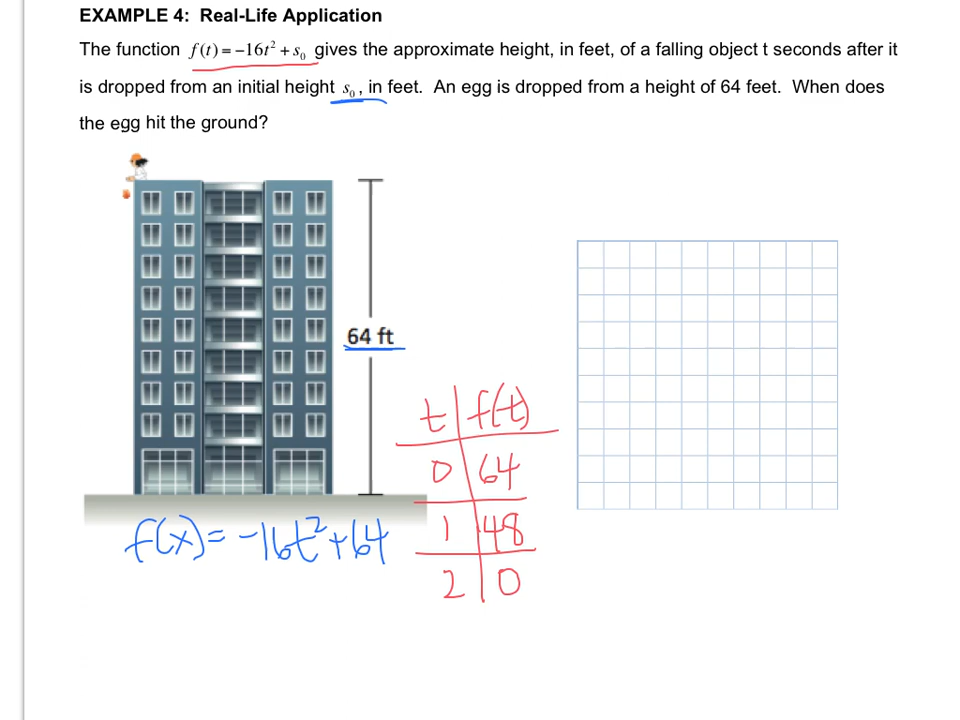 EXAMPLE 4: Real-Life Application
The function f(t) = −16t² + s₀ gives the approximate height, in feet, of a falling object t seconds after it
is dropped from an initial height s₀, in feet. An egg is dropped from a height of 64 feet. When does
the egg hit the ground?
64 ft
t f(t)
0 64
1 48
2 0
f(x) = -16t² + 64